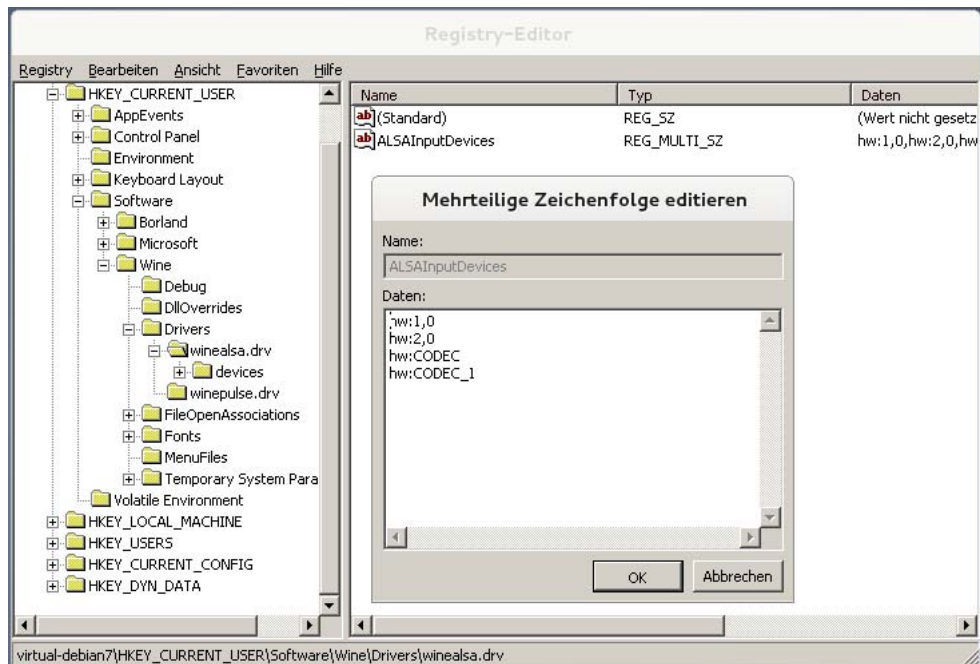 Registry-Editor
Registry Bearbeiten Ansicht Favoriten Hilfe
HKEY_CURRENT_USER
AppEvents
Control Panel
Environment
Keyboard Layout
Software
Borland
Microsoft
Wine
Debug
DllOverrides
Drivers
winealsa.drv
devices
winepulse.drv
FileOpenAssociations
Fonts
MenuFiles
Temporary System Para
Volatile Environment
HKEY_LOCAL_MACHINE
HKEY_USERS
HKEY_CURRENT_CONFIG
HKEY_DYN_DATA
Name Typ Daten
ab (Standard) REG_SZ (Wert nicht gesetz
ab ALSAInputDevices REG_MULTI_SZ hw:1,0,hw:2,0,hw
Mehrteilige Zeichenfolge editieren
Name:
ALSAInputDevices
Daten:
hw:1,0
hw:2,0
hw:CODEC
hw:CODEC_1
OK Abbrechen
virtual-debian7\HKEY_CURRENT_USER\Software\Wine\Drivers\winealsa.drv